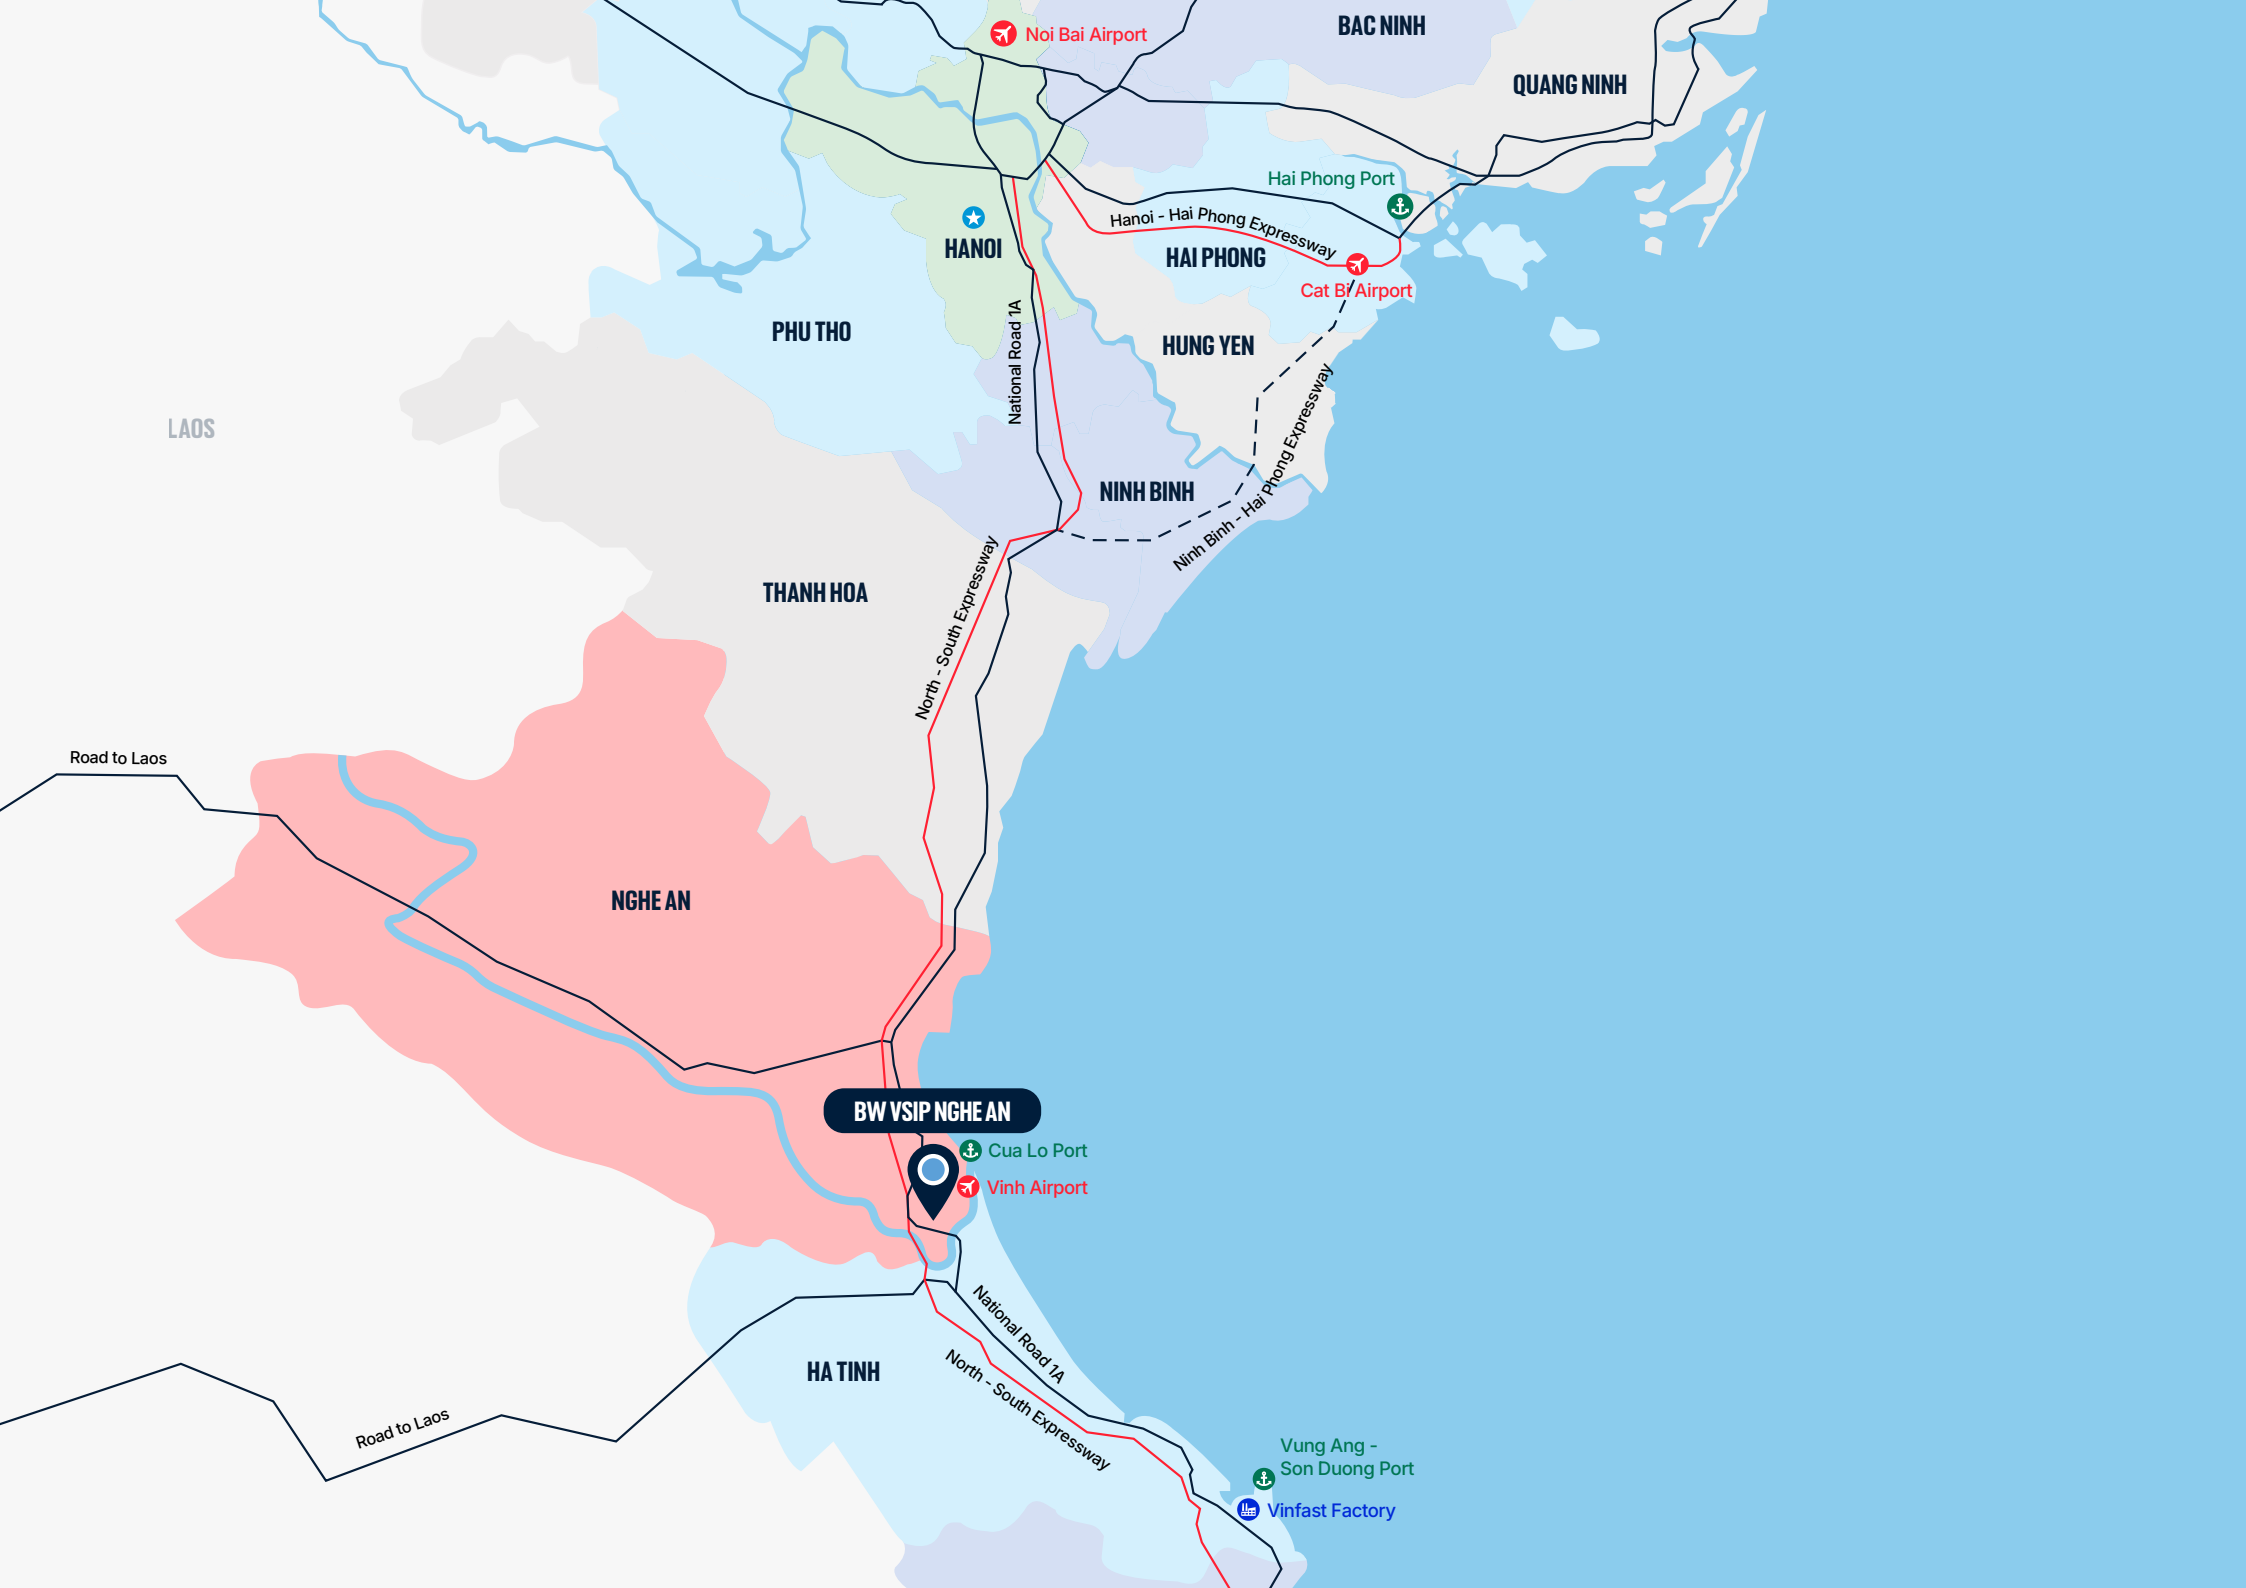 BAC NINH
Noi Bai Airport
QUANG NINH
Hai Phong Port
Hanoi - Hai Phong Expressway
HANOI
HAI PHONG
Cat Bi Airport
National Road 1A
PHU THO
HUNG YEN
LAOS
NINH BINH
Ninh Binh - Hai Phong Expressway
THANH HOA
North - South Expressway
Road to Laos
NGHE AN
BW VSIP NGHE AN
Cua Lo Port
Vinh Airport
National Road 1A
HA TINH
North - South Expressway
Road to Laos
Vung Ang -
Son Duong Port
Vinfast Factory